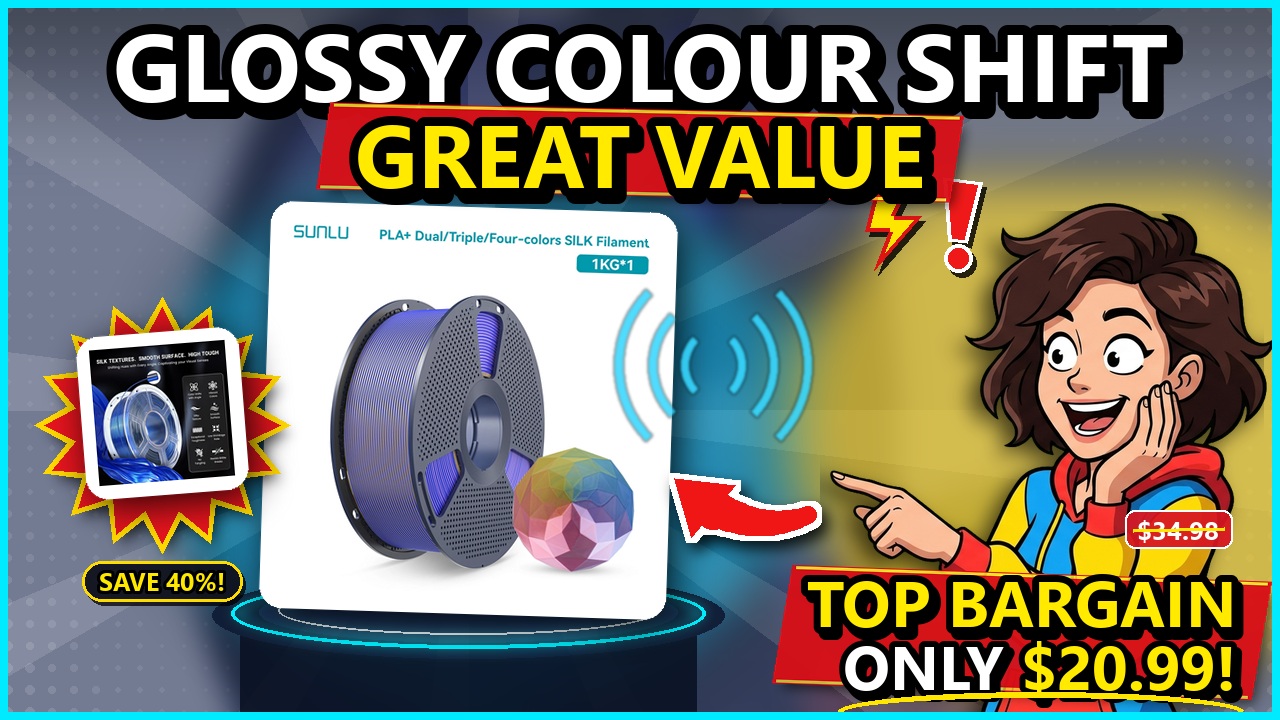 GLOSSY COLOUR SHIFT
GREAT VALUE
SUNLU
PLA+ Dual/Triple/Four-colors SILK Filament
1KG*1
SILK TEXTURES. SMOOTH SURFACE. HIGH TOUGH
SAVE 40%!
$34.98
TOP BARGAIN
ONLY $20.99!